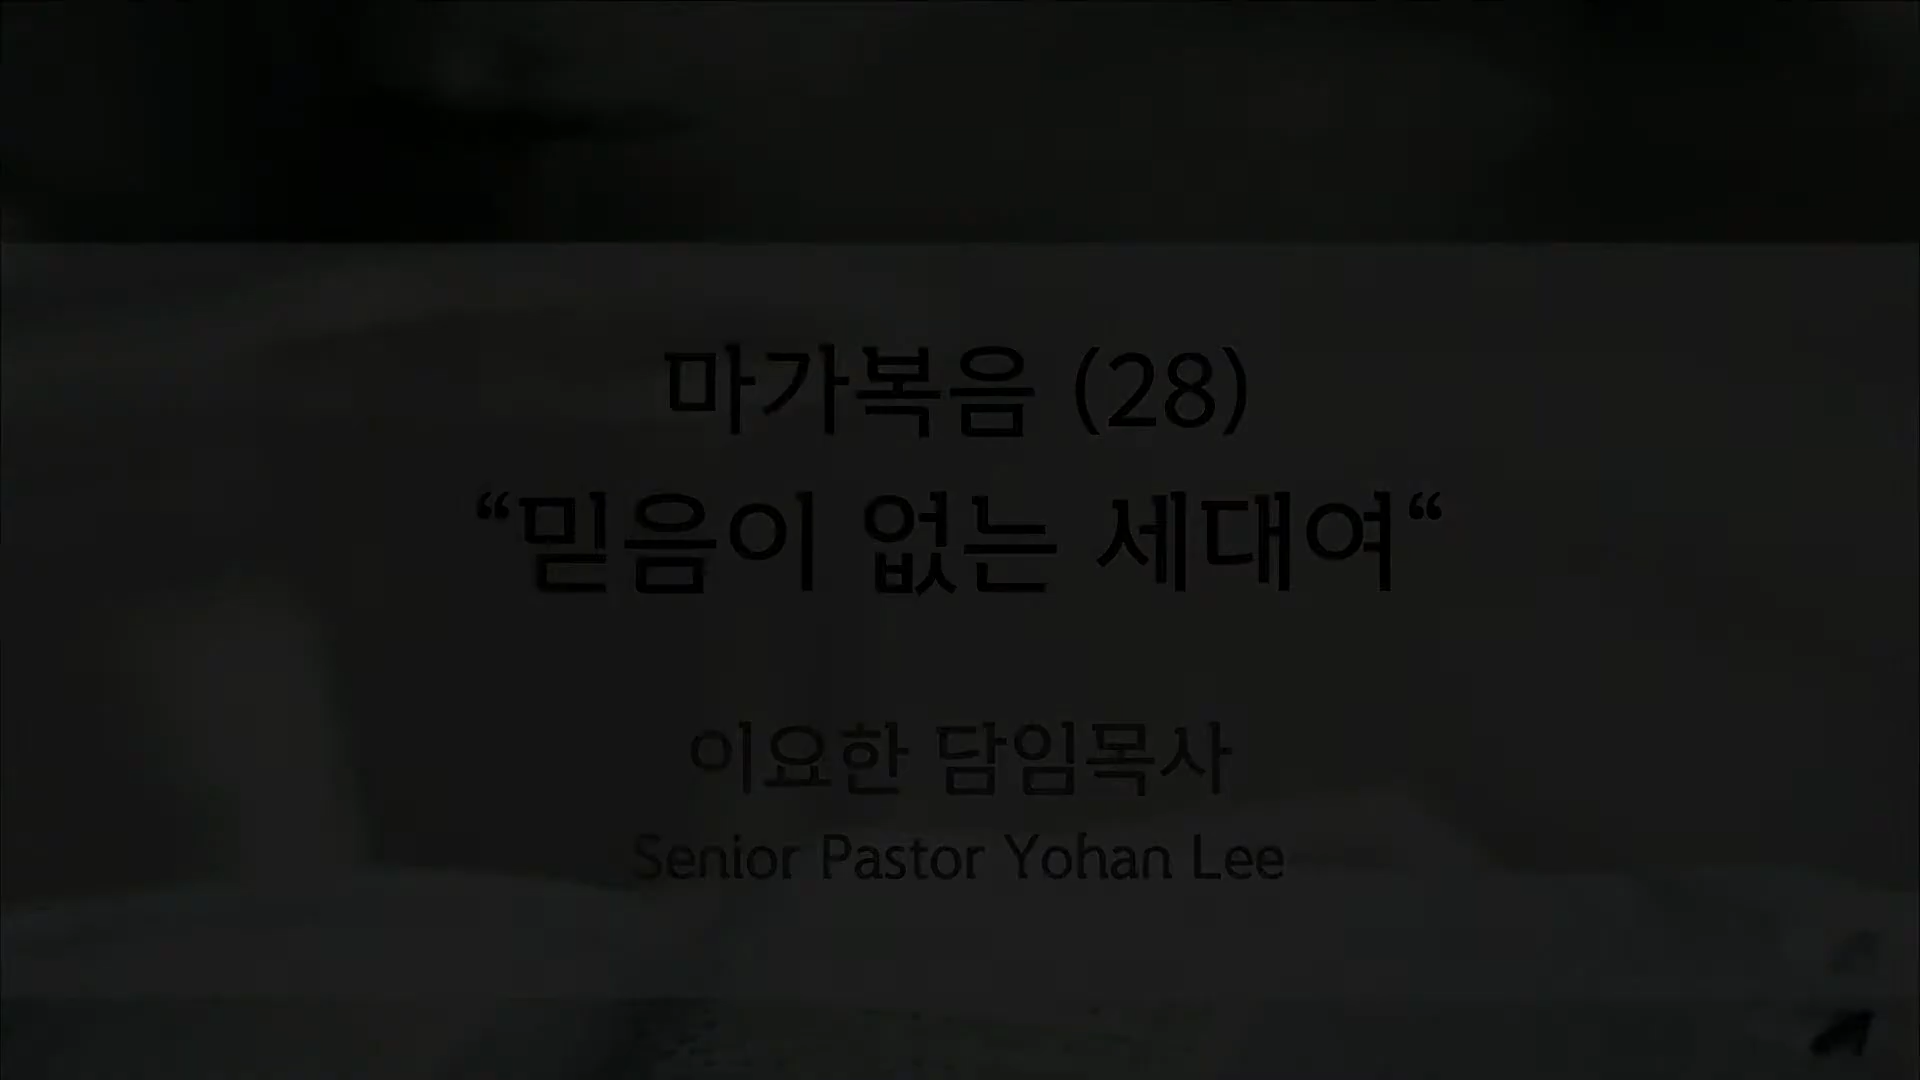 마가복음 (28)
“믿음이 없는 세대여“
이요한 담임목사
Senior Pastor Yohan Lee